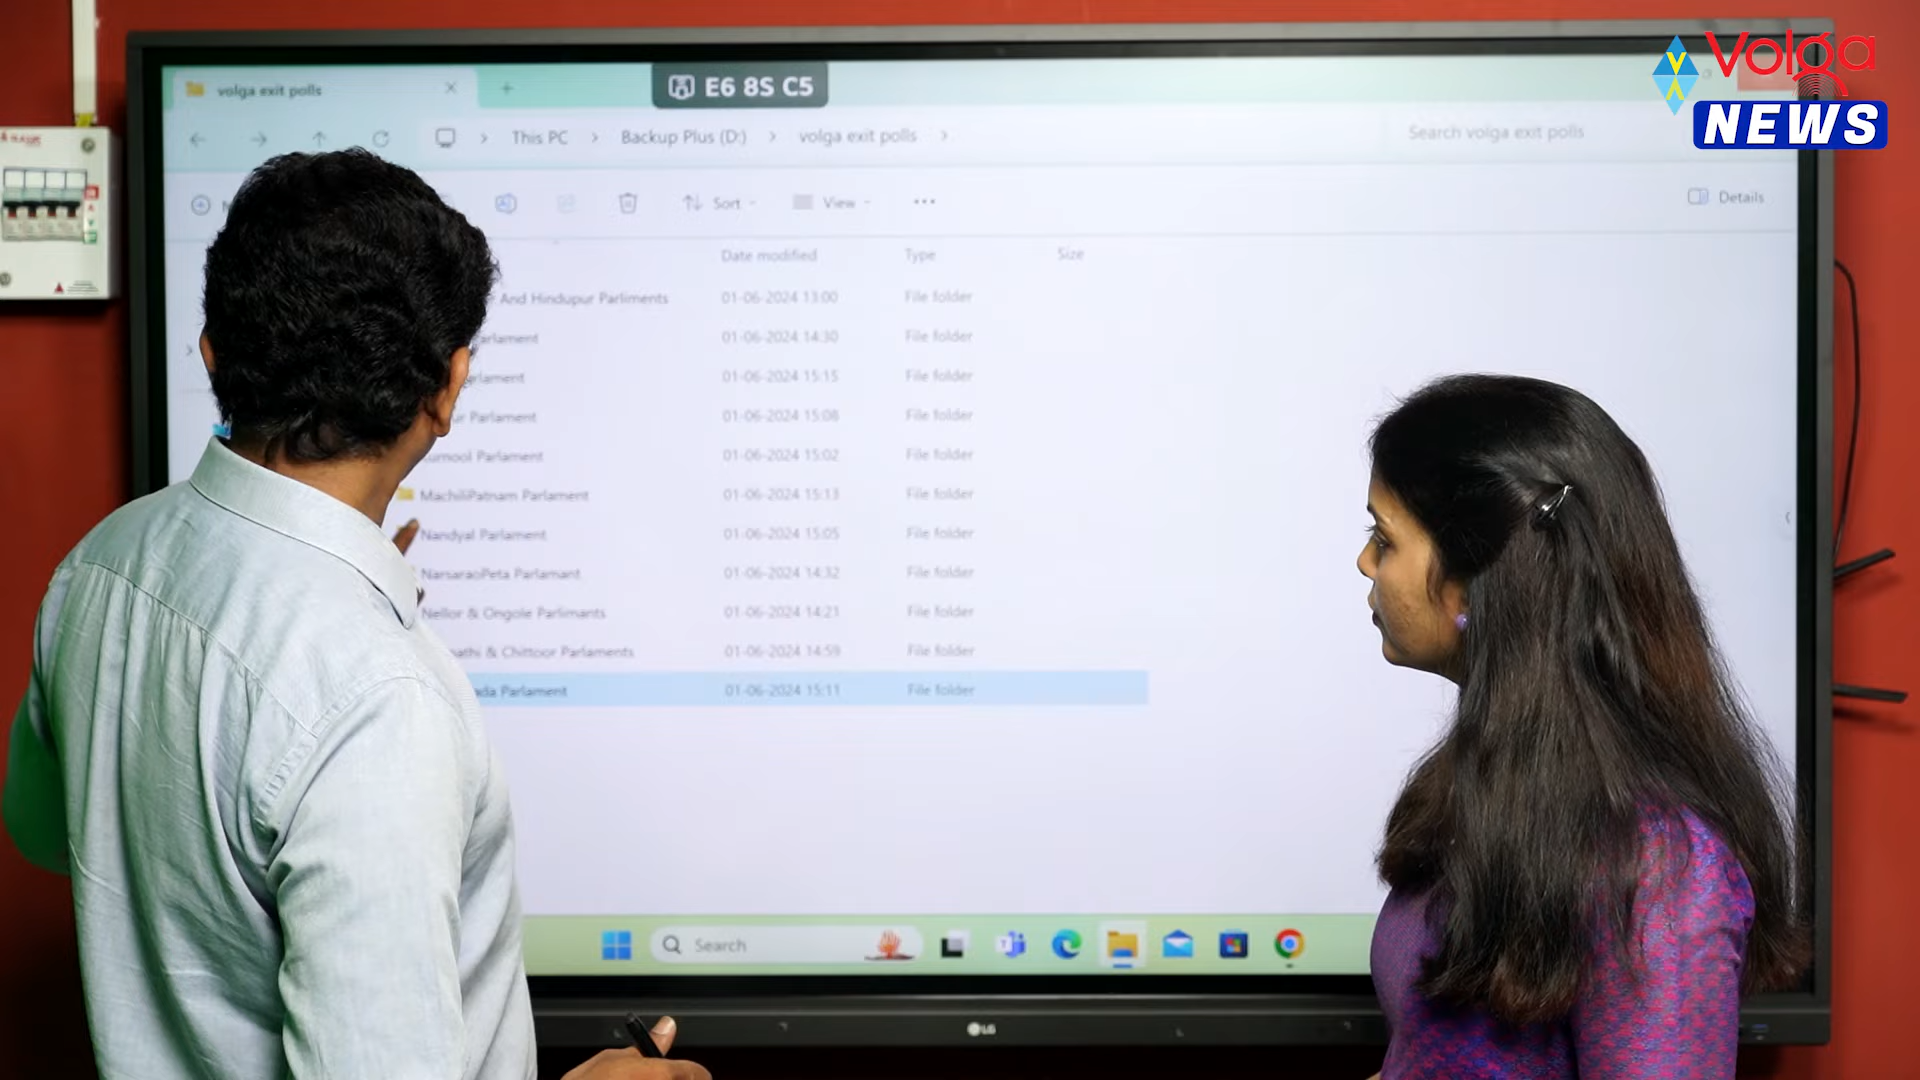 volga exit polls
E6 8S C5
Volga
NEWS
This PC > Backup Plus (D:) > volga exit polls >
Search volga exit polls
Sort
View
Details
Date modified Type Size
And Hindupur Parliments 01-06-2024 13:00 File folder
01-06-2024 14:30 File folder
01-06-2024 15:15 File folder
Parlament 01-06-2024 15:08 File folder
Parlament 01-06-2024 15:02 File folder
MachiliPatnam Parlament 01-06-2024 15:13 File folder
Nandyal Parlament 01-06-2024 15:05 File folder
NarsaraoPeta Parlamant 01-06-2024 14:32 File folder
Nellor & Ongole Parlimants 01-06-2024 14:21 File folder
& Chittoor Parlaments 01-06-2024 14:59 File folder
Parlament 01-06-2024 15:11 File folder
Search
LG